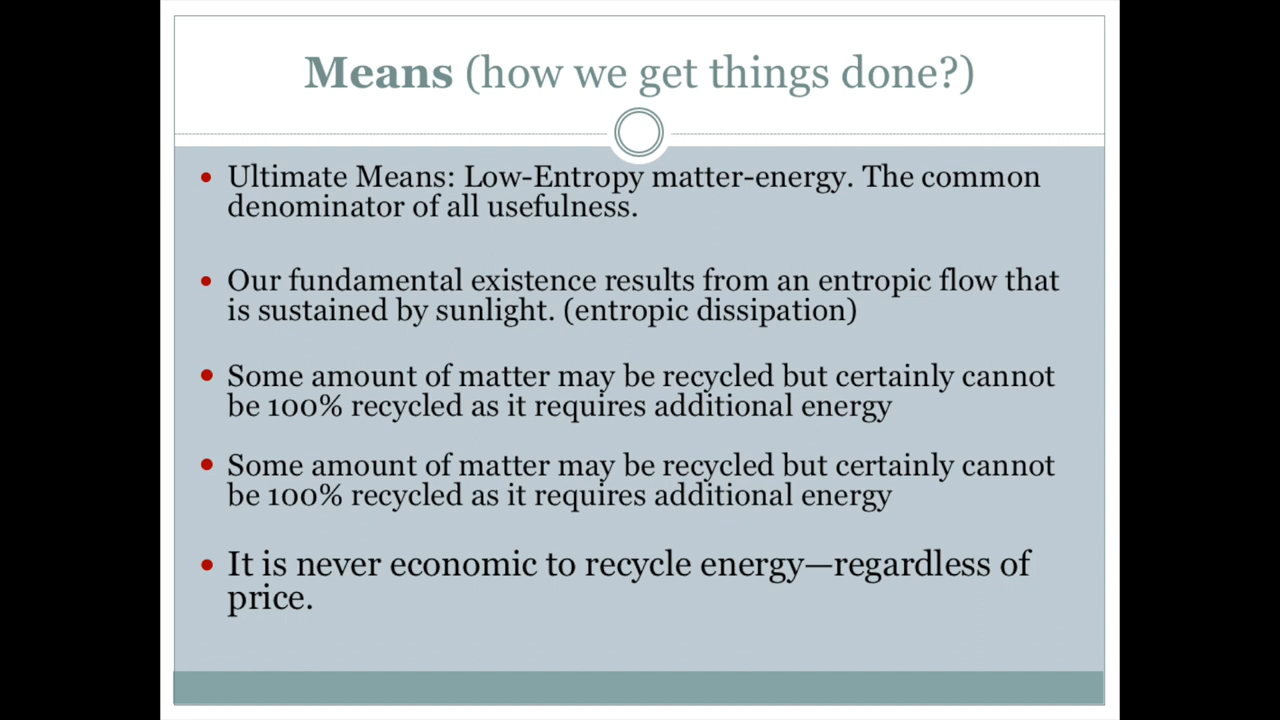 Means (how we get things done?)
• Ultimate Means: Low-Entropy matter-energy. The common
denominator of all usefulness.
• Our fundamental existence results from an entropic flow that
is sustained by sunlight. (entropic dissipation)
• Some amount of matter may be recycled but certainly cannot
be 100% recycled as it requires additional energy
• Some amount of matter may be recycled but certainly cannot
be 100% recycled as it requires additional energy
• It is never economic to recycle energy—regardless of
price.